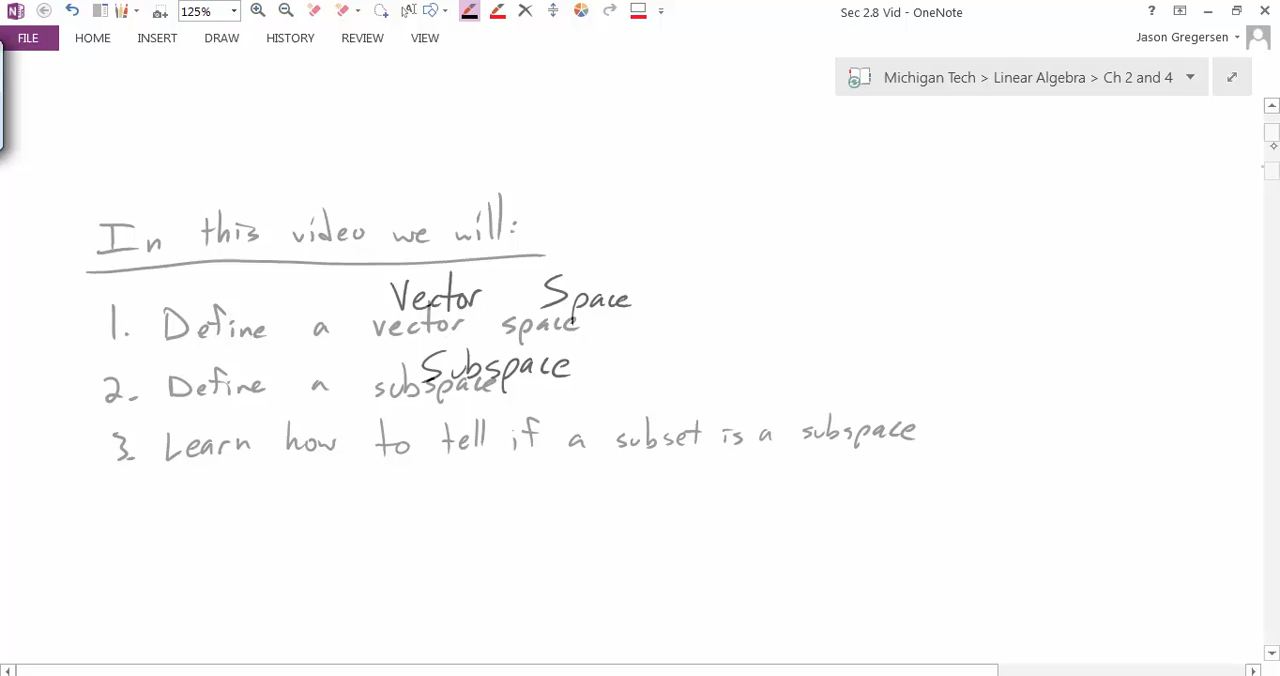 125%
Sec 2.8 Vid - OneNote
FILE HOME INSERT DRAW HISTORY REVIEW VIEW
Jason Gregersen
Michigan Tech > Linear Algebra > Ch 2 and 4
In this video we will:
Vector Space
1. Define a vector space
Subspace
2. Define a subspace
3. Learn how to tell if a subset is a subspace